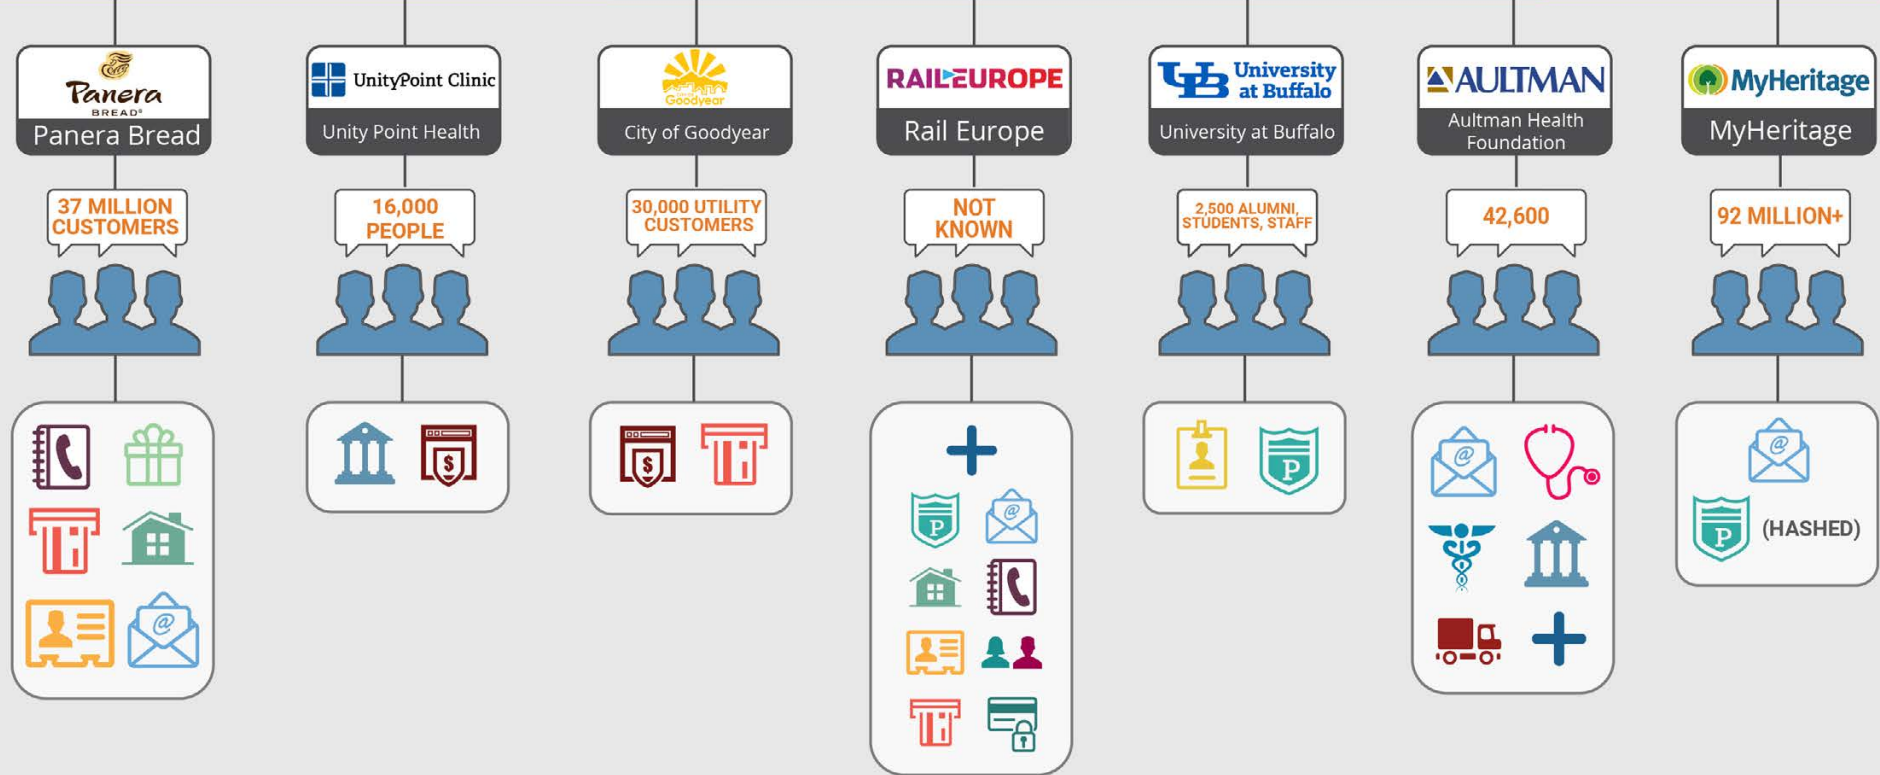 Panera
BREAD®
Panera Bread
37 MILLION
CUSTOMERS
@
UnityPoint Clinic
Unity Point Health
16,000
PEOPLE
$
Goodyear
City of Goodyear
30,000 UTILITY
CUSTOMERS
$
RAILEUROPE
Rail Europe
NOT
KNOWN
P
@
UB University
at Buffalo
University at Buffalo
2,500 ALUMNI,
STUDENTS, STAFF
P
AULTMAN
Aultman Health
Foundation
42,600
@
MyHeritage
MyHeritage
92 MILLION+
@
P (HASHED)